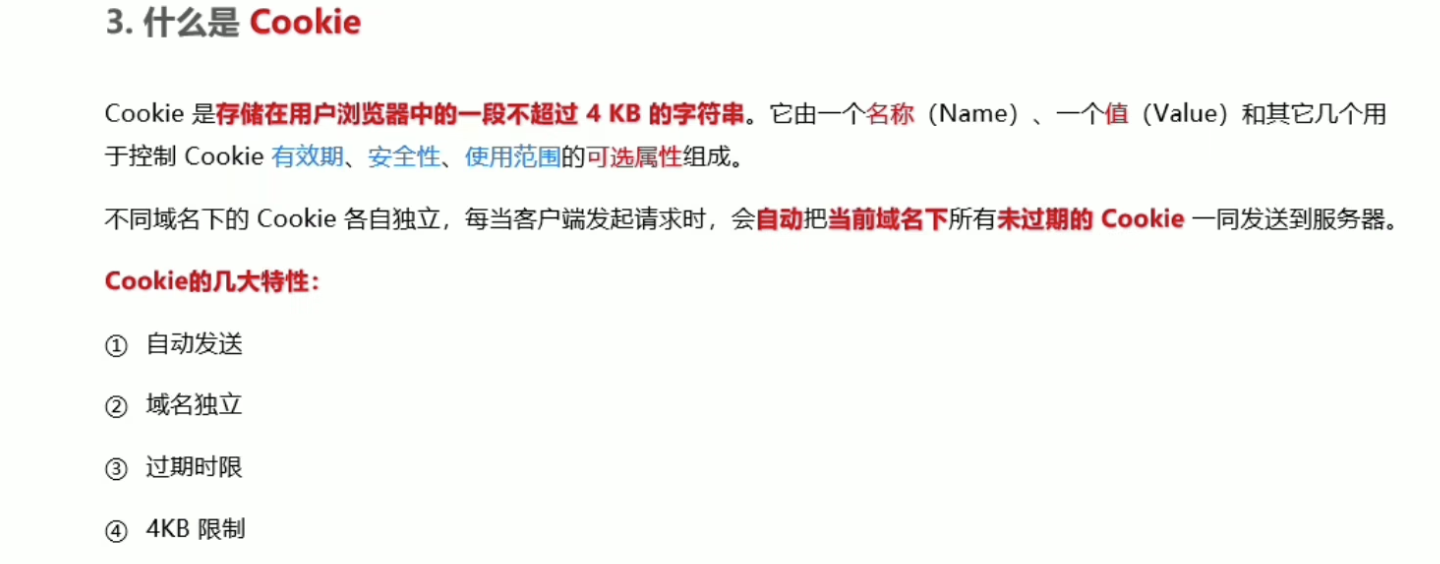 3. 什么是 Cookie
Cookie 是存储在用户浏览器中的一段不超过 4 KB 的字符串。它由一个名称（Name）、一个值（Value）和其它几个用
于控制 Cookie 有效期、安全性、使用范围的可选属性组成。
不同域名下的 Cookie 各自独立，每当客户端发起请求时，会自动把当前域名下所有未过期的 Cookie 一同发送到服务器。
Cookie的几大特性：
① 自动发送
② 域名独立
③ 过期时限
④ 4KB 限制